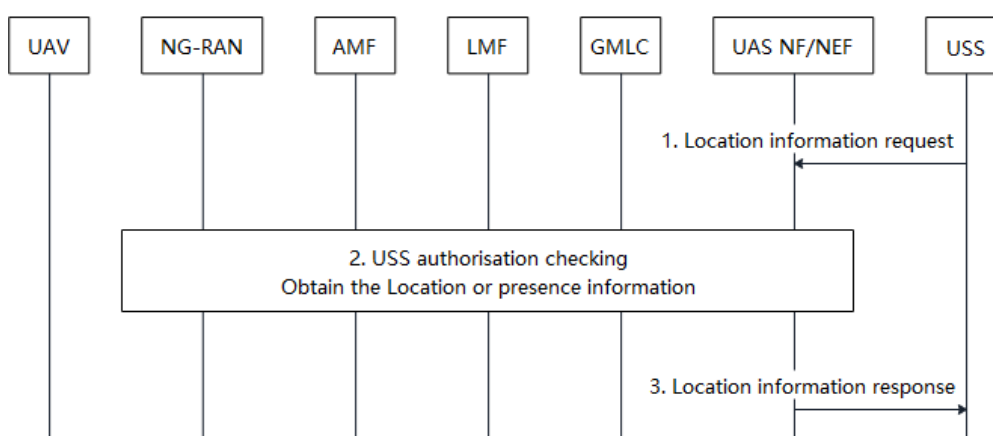 UAV
NG-RAN
AMF
LMF
GMLC
UAS NF/NEF
USS
1. Location information request
2. USS authorisation checking
Obtain the Location or presence information
3. Location information response